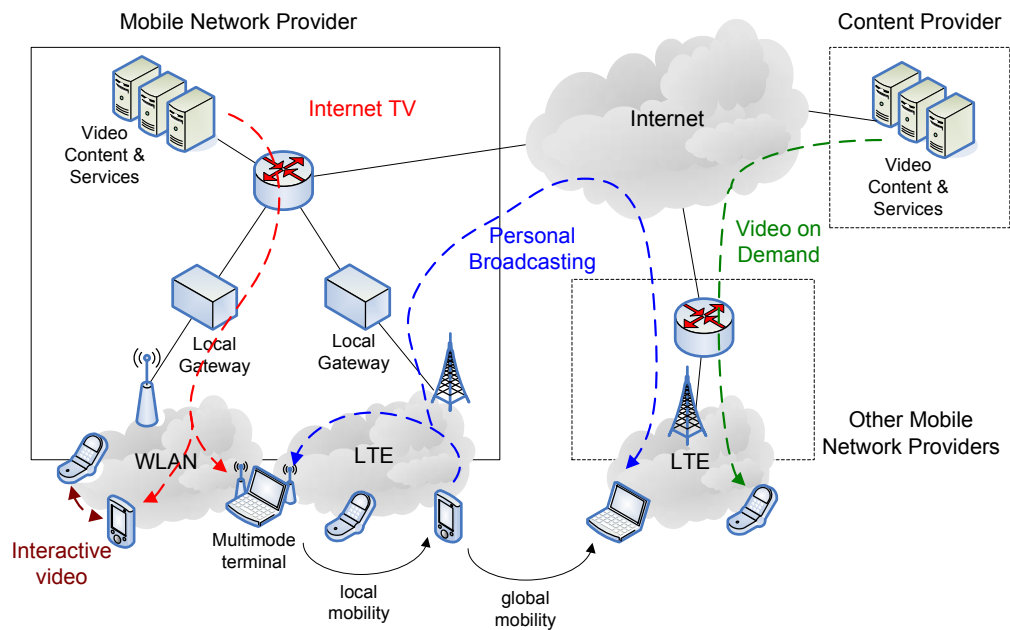 Mobile Network Provider
Content Provider
Internet TV
Video
Content &
Services
Internet
Video
Content &
Services
Personal
Broadcasting
Video on
Demand
Local
Gateway
Local
Gateway
Other Mobile
Network Providers
WLAN
LTE
LTE
Interactive
video
Multimode
terminal
local
mobility
global
mobility